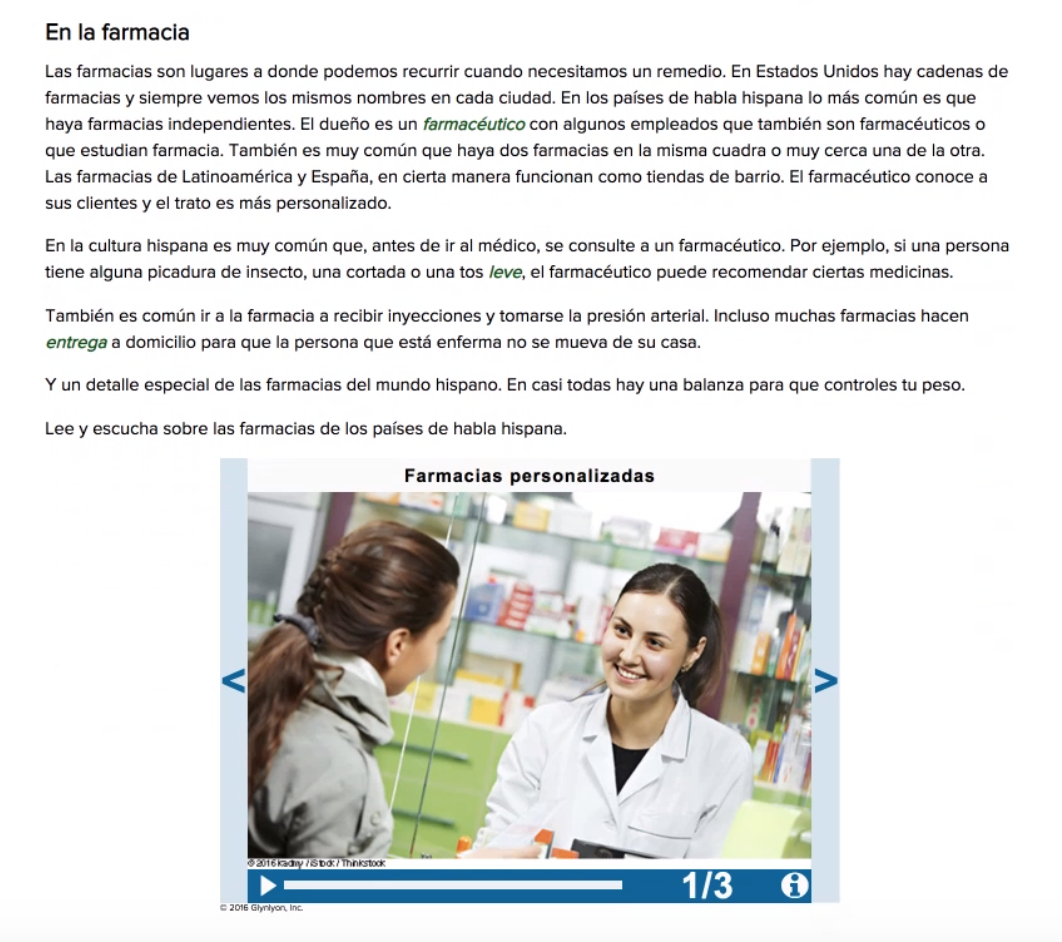 En la farmacia
Las farmacias son lugares a donde podemos recurrir cuando necesitamos un remedio. En Estados Unidos hay cadenas de
farmacias y siempre vemos los mismos nombres en cada ciudad. En los países de habla hispana lo más común es que
haya farmacias independientes. El dueño es un farmacéutico con algunos empleados que también son farmacéuticos o
que estudian farmacia. También es muy común que haya dos farmacias en la misma cuadra o muy cerca una de la otra.
Las farmacias de Latinoamérica y España, en cierta manera funcionan como tiendas de barrio. El farmacéutico conoce a
sus clientes y el trato es más personalizado.
En la cultura hispana es muy común que, antes de ir al médico, se consulte a un farmacéutico. Por ejemplo, si una persona
tiene alguna picadura de insecto, una cortada o una tos leve, el farmacéutico puede recomendar ciertas medicinas.
También es común ir a la farmacia a recibir inyecciones y tomarse la presión arterial. Incluso muchas farmacias hacen
entrega a domicilio para que la persona que está enferma no se mueva de su casa.
Y un detalle especial de las farmacias del mundo hispano. En casi todas hay una balanza para que controles tu peso.
Lee y escucha sobre las farmacias de los países de habla hispana.
Farmacias personalizadas
© 2016 / iStock / Thinkstock
1/3
© 2016 Glynlyon, Inc.